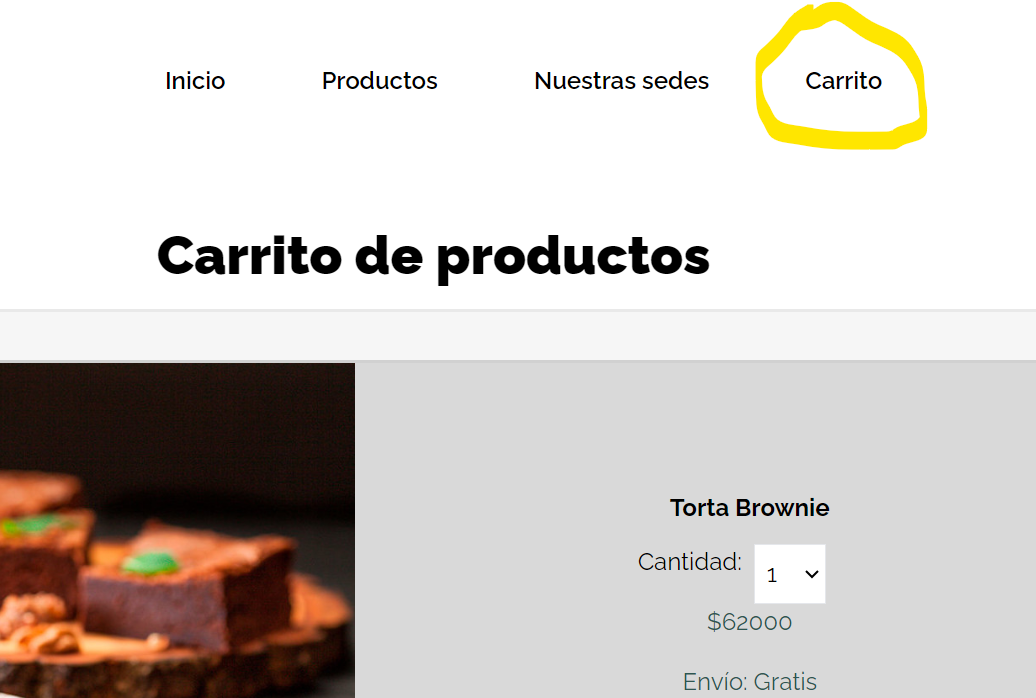 Inicio Productos Nuestras sedes Carrito
Carrito de productos
Torta Brownie
Cantidad: 1
$62000
Envío: Gratis